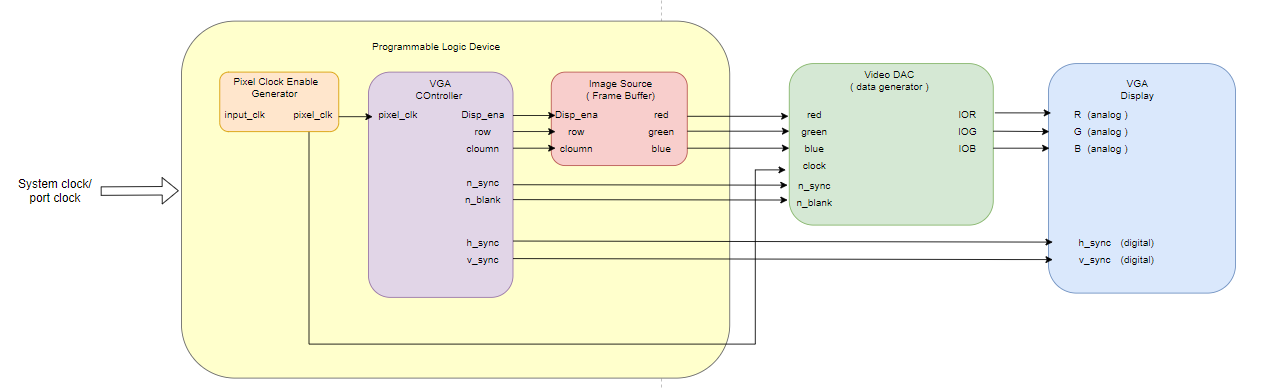 Programmable Logic Device
Pixel Clock Enable
Generator
input_clk pixel_clk
VGA
COntroller
pixel_clk
Disp_ena
row
cloumn
n_sync
n_blank
h_sync
v_sync
Image Source
( Frame Buffer)
Disp_ena red
row green
cloumn blue
Video DAC
( data generator )
red IOR
green IOG
blue IOB
clock
n_sync
n_blank
VGA
Display
R (analog )
G (analog )
B (analog )
h_sync (digital)
v_sync (digital)
System clock/
port clock